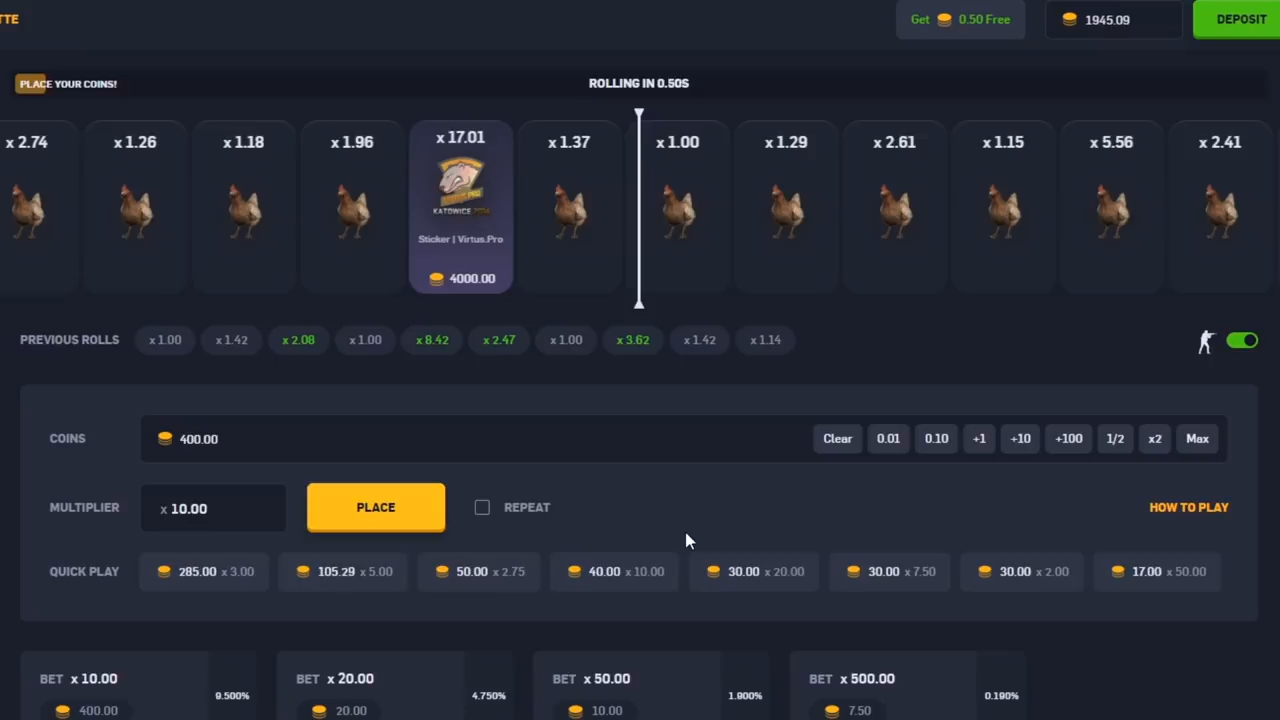 TTE
Get 0.50 Free
1945.09
DEPOSIT
PLACE YOUR COINS!
ROLLING IN 0.50S
x 2.74
x 1.26
x 1.18
x 1.96
x 17.01
x 1.37
x 1.00
x 1.29
x 2.61
x 1.15
x 5.56
x 2.41
KATOWICE
Sticker | Virtus.Pro
4000.00
PREVIOUS ROLLS
x 1.00
x 1.42
x 2.08
x 1.00
x 8.42
x 2.47
x 1.00
x 3.62
x 1.42
x 1.14
COINS
400.00
Clear
0.01
0.10
+1
+10
+100
1/2
x2
Max
MULTIPLIER
x 10.00
PLACE
REPEAT
HOW TO PLAY
QUICK PLAY
285.00 x 3.00
105.29 x 5.00
50.00 x 2.75
40.00 x 10.00
30.00 x 20.00
30.00 x 7.50
30.00 x 2.00
17.00 x 50.00
BET x 10.00
9.500%
400.00
BET x 20.00
4.750%
20.00
BET x 50.00
1.900%
10.00
BET x 500.00
0.190%
7.50